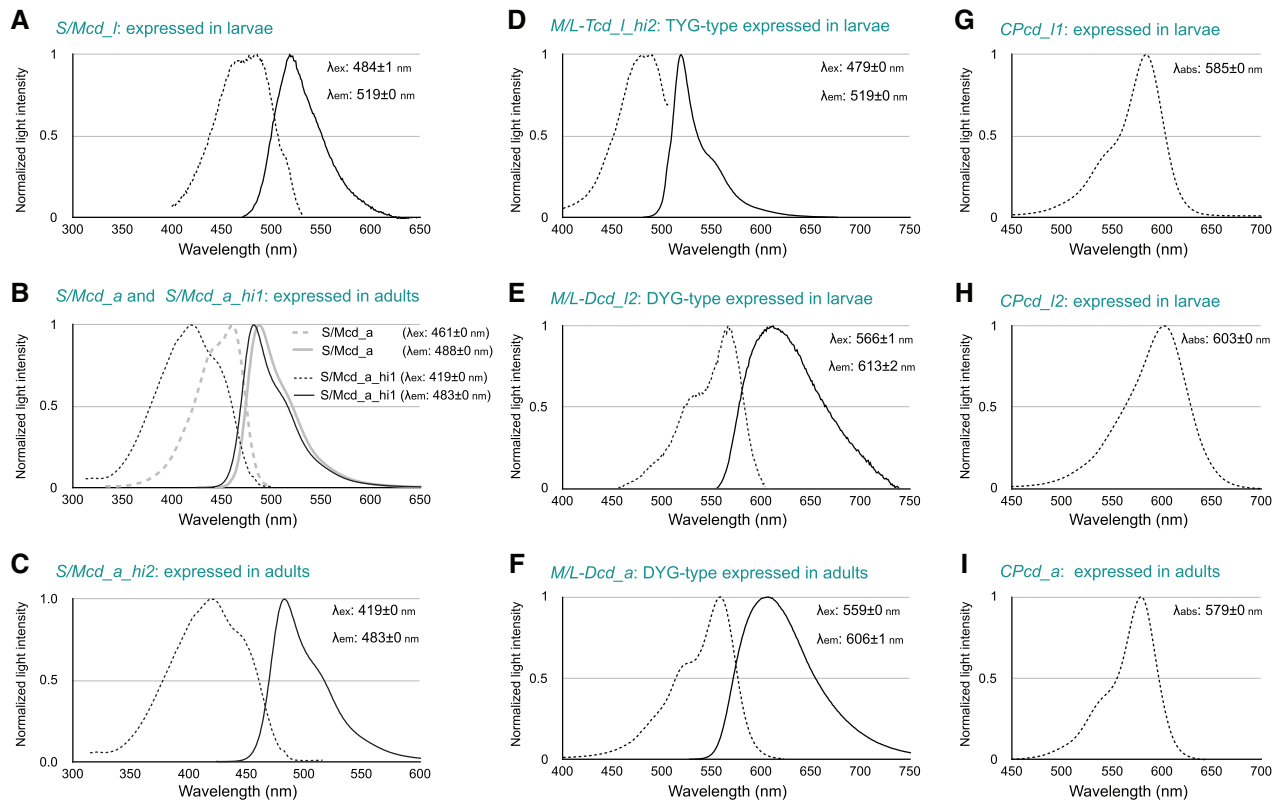 A
S/Mcd_l: expressed in larvae
Normalized light intensity
1
0.5
0
λex: 484±1 nm
λem: 519±0 nm
300 350 400 450 500 550 600 650
Wavelength (nm)
B
S/Mcd_a and S/Mcd_a_hi1: expressed in adults
Normalized light intensity
1
0.5
0
S/Mcd_a (λex: 461±0 nm)
S/Mcd_a (λem: 488±0 nm)
S/Mcd_a_hi1 (λex: 419±0 nm)
S/Mcd_a_hi1 (λem: 483±0 nm)
300 350 400 450 500 550 600 650
Wavelength (nm)
C
S/Mcd_a_hi2: expressed in adults
Normalized light intensity
1.0
0.5
0.0
λex: 419±0 nm
λem: 483±0 nm
300 350 400 450 500 550 600
Wavelength (nm)
D
M/L-Tcd_l_hi2: TYG-type expressed in larvae
Normalized light intensity
1
0.5
0
λex: 479±0 nm
λem: 519±0 nm
400 450 500 550 600 650 700 750
Wavelength (nm)
E
M/L-Dcd_l2: DYG-type expressed in larvae
Normalized light intensity
1
0.5
0
λex: 566±1 nm
λem: 613±2 nm
400 450 500 550 600 650 700 750
Wavelength (nm)
F
M/L-Dcd_a: DYG-type expressed in adults
Normalized light intensity
1
0.5
0
λex: 559±0 nm
λem: 606±1 nm
400 450 500 550 600 650 700 750
Wavelength (nm)
G
CPcd_l1: expressed in larvae
Normalized light intensity
1
0.5
0
λabs: 585±0 nm
450 500 550 600 650 700
Wavelength (nm)
H
CPcd_l2: expressed in larvae
Normalized light intensity
1
0.5
0
λabs: 603±0 nm
450 500 550 600 650 700
Wavelength (nm)
I
CPcd_a: expressed in adults
Normalized light intensity
1
0.5
0
λabs: 579±0 nm
450 500 550 600 650 700
Wavelength (nm)